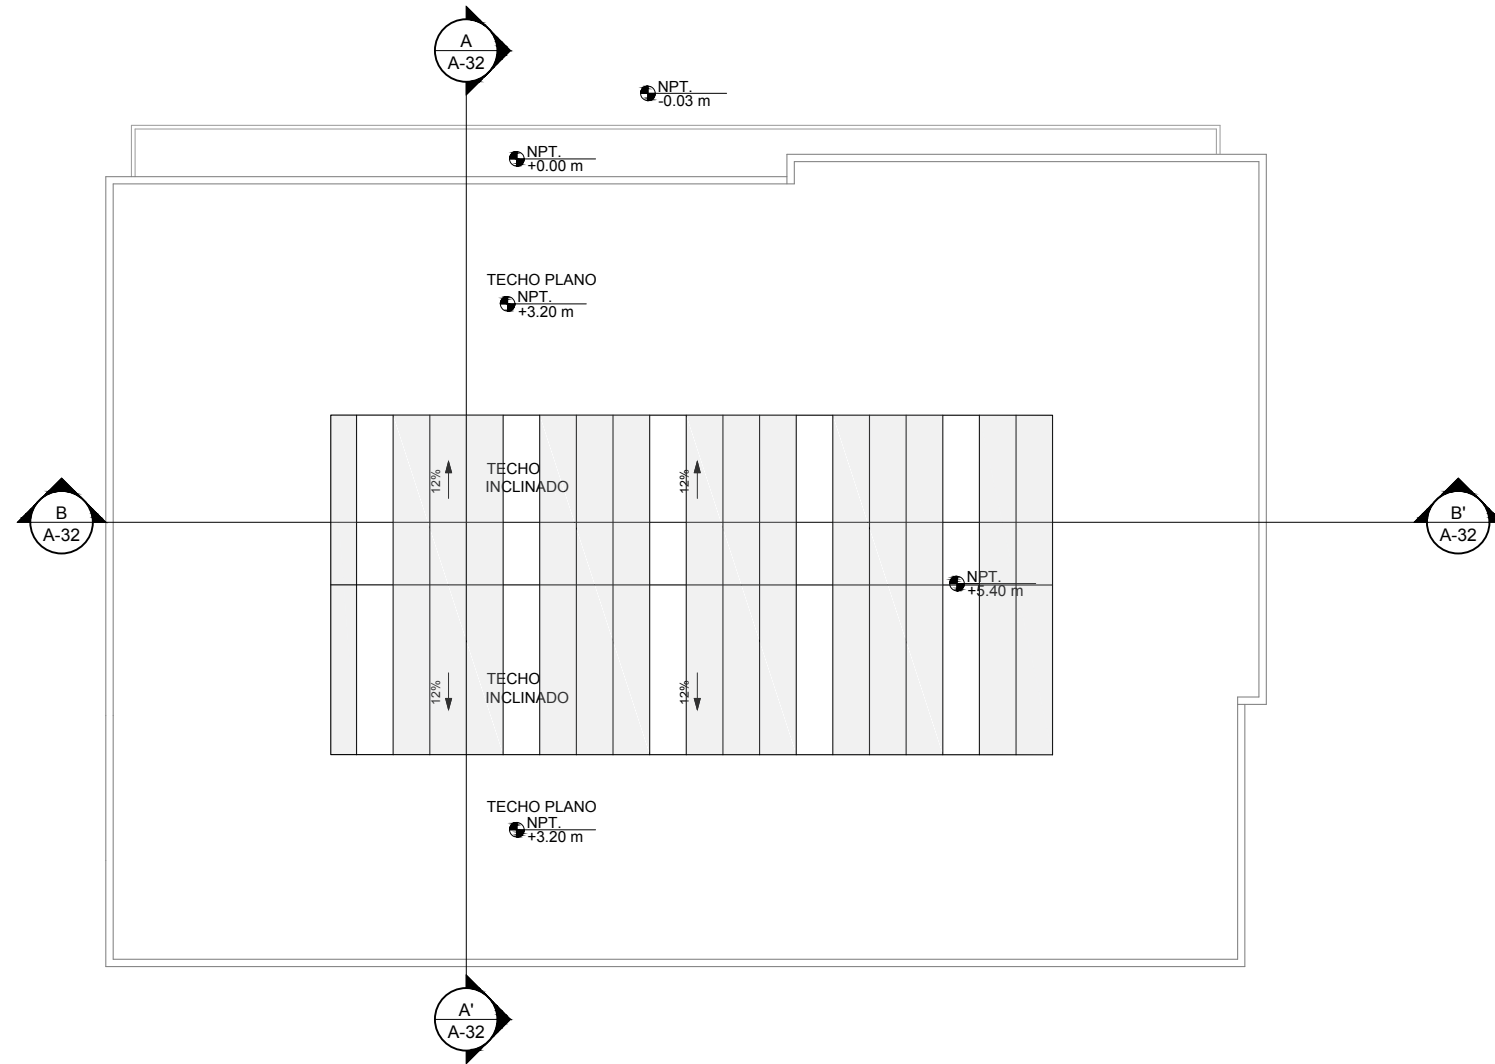 A
A-32
NPT.
-0.03 m
NPT.
+0.00 m
TECHO PLANO
NPT.
+3.20 m
12%
TECHO
INCLINADO
12%
B
A-32
B'
A-32
NPT.
+5.40 m
12%
TECHO
INCLINADO
12%
TECHO PLANO
NPT.
+3.20 m
A'
A-32